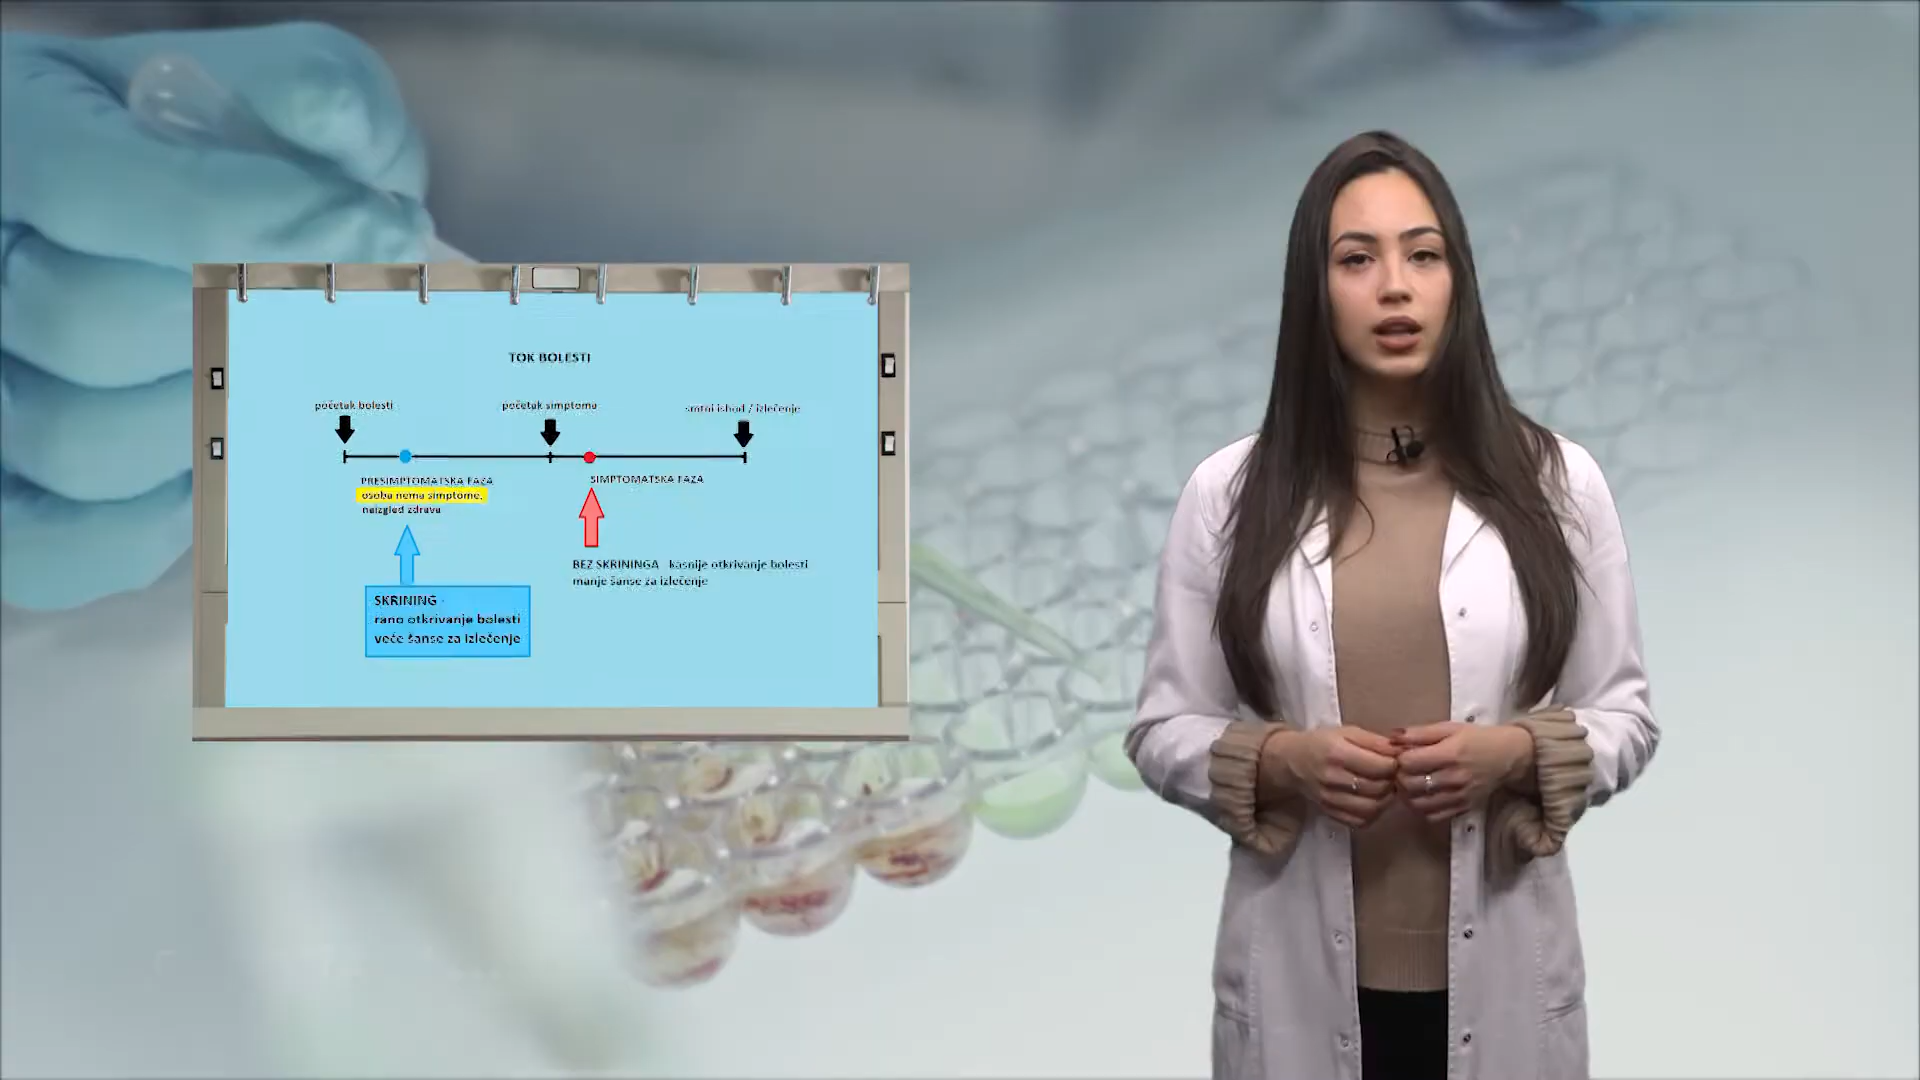 TOK BOLESTI
početak bolesti
početak simptoma
smtni ishod / izlečenje
PRESIMPTOMATSKA FAZA
osoba nema simptome,
naizgled zdrava
SIMPTOMATSKA FAZA
BEZ SKRININGA - kasnije otkrivanje bolesti
manje šanse za izlečenje
SKRINING -
rano otkrivanje bolesti
veće šanse za izlečenje